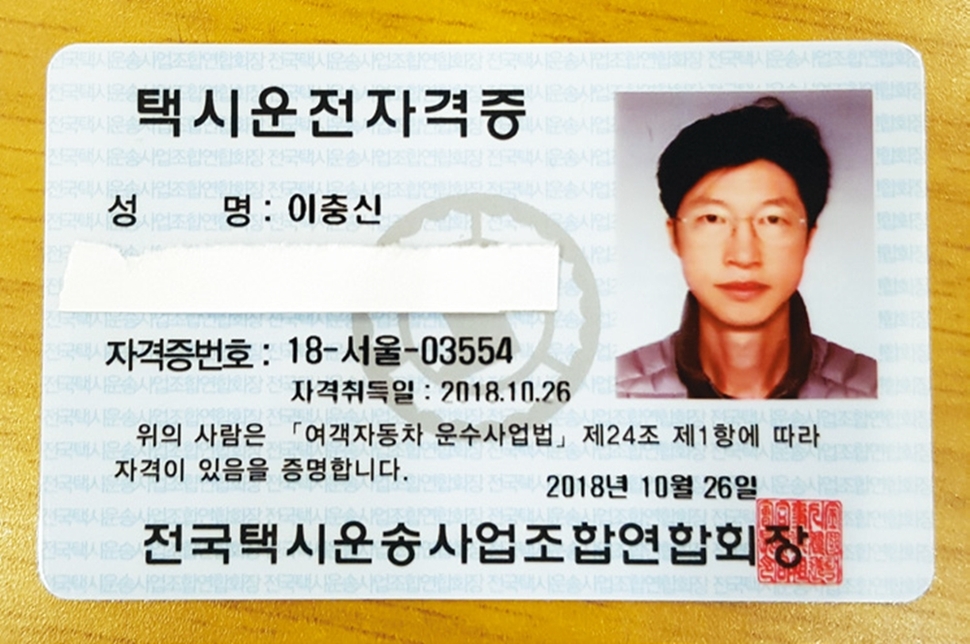 택시운전자격증
성 명 : 이충신
자격증번호 : 18-서울-03554
자격취득일 : 2018.10.26
위의 사람은 「여객자동차 운수사업법」 제24조 제1항에 따라
자격이 있음을 증명합니다.
2018년 10월 26일
전국택시운송사업조합연합회장